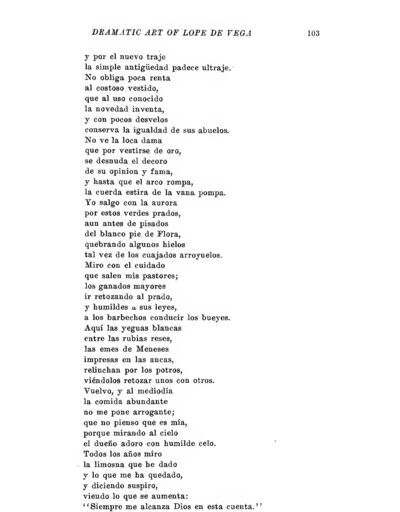 DRAMATIC ART OF LOPE DE VEGA 103
y por el nuevo traje
la simple antigüedad padece ultraje.
No obliga poca renta
al costoso vestido,
que al uso conocido
la novedad inventa,
y con pocos desvelos
conserva la igualdad de sus abuelos.
No ve la loca dama
que por vestirse de oro,
se desnuda el decoro
de su opinion y fama,
y hasta que el arco rompa,
la cuerda estira de la vana pompa.
Yo salgo con la aurora
por estos verdes prados,
aun antes de pisados
del blanco pie de Flora,
quebrando algunos hielos
tal vez de los cuajados arroyuelos.
Miro con el cuidado
que salen mis pastores;
los ganados mayores
ir retozando al prado,
y humildes a sus leyes,
a los barbechos conducir los bueyes.
Aquí las yeguas blancas
entre las rubias reses,
las emes de Meneses
impresas en las ancas,
relinchan por los potros,
viéndolos retozar unos con otros.
Vuelvo, y al mediodía
la comida abundante
no me pone arrogante;
que no pienso que es mía,
porque mirando al cielo
el dueño adoro con humilde celo.
Todos los años miro
la limosna que he dado
y lo que me ha quedado,
y diciendo suspiro,
viendo lo que se aumenta:
"Siempre me alcanza Dios en esta cuenta."